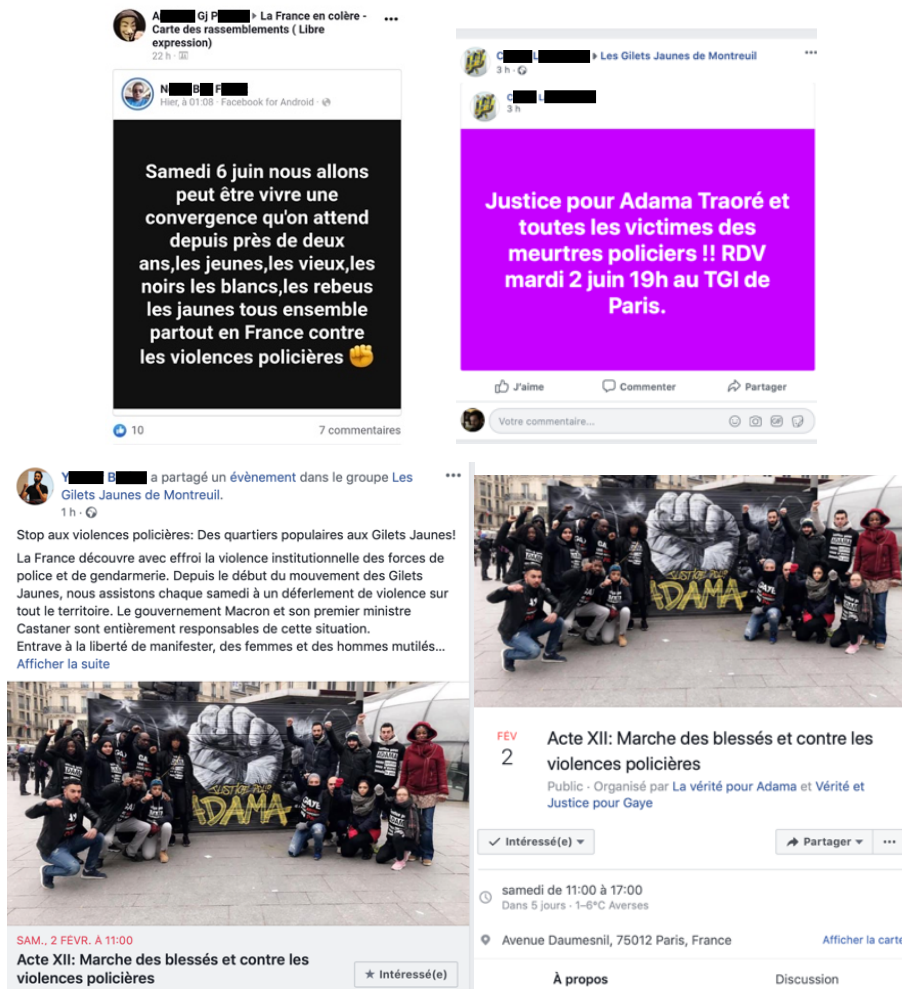 A Gj P ▸ La France en colère -
Carte des rassemblements ( Libre
expression)
22 h ·
N B F
Hier, à 01:08 · Facebook for Android ·
Samedi 6 juin nous allons
peut être vivre une
convergence qu'on attend
depuis près de deux
ans,les jeunes,les vieux,les
noirs les blancs,les rebeus
les jaunes tous ensemble
partout en France contre
les violences policières ✊
10
7 commentaires
C L ▸ Les Gilets Jaunes de Montreuil
3 h ·
C L
3 h
Justice pour Adama Traoré et
toutes les victimes des
meurtres policiers !! RDV
mardi 2 juin 19h au TGI de
Paris.
J'aime
Commenter
Partager
Votre commentaire...
GIF
Y B a partagé un évènement dans le groupe Les
Gilets Jaunes de Montreuil.
1 h ·
Stop aux violences policières: Des quartiers populaires aux Gilets Jaunes!
La France découvre avec effroi la violence institutionnelle des forces de
police et de gendarmerie. Depuis le début du mouvement des Gilets
Jaunes, nous assistons chaque samedi à un déferlement de violence sur
tout le territoire. Le gouvernement Macron et son premier ministre
Castaner sont entièrement responsables de cette situation.
Entrave à la liberté de manifester, des femmes et des hommes mutilés...
Afficher la suite
JUSTICE POUR
ADAMA
SAM., 2 FÉVR. À 11:00
Acte XII: Marche des blessés et contre les
violences policières
★ Intéressé(e)
JUSTICE POUR
ADAMA
FÉV
2
Acte XII: Marche des blessés et contre les
violences policières
Public · Organisé par La vérité pour Adama et Vérité et
Justice pour Gaye
✓ Intéressé(e)
Partager
samedi de 11:00 à 17:00
Dans 5 jours · 1–6°C Averses
Avenue Daumesnil, 75012 Paris, France
Afficher la carte
À propos
Discussion